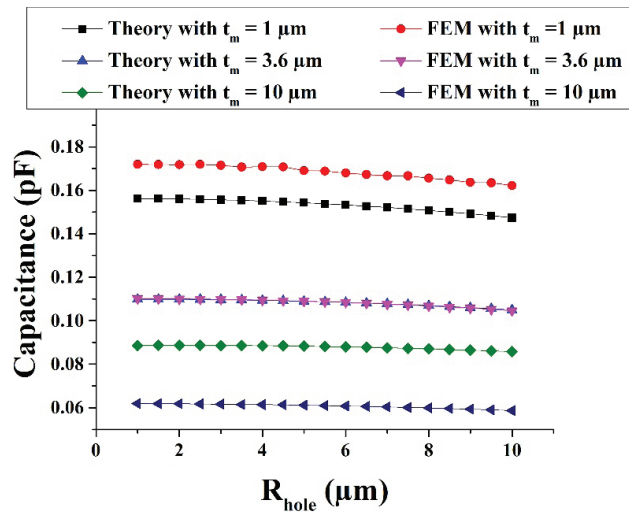 Theory with t_m = 1 µm FEM with t_m =1 µm
Theory with t_m = 3.6 µm FEM with t_m = 3.6 µm
Theory with t_m = 10 µm FEM with t_m = 10 µm
Capacitance (pF)
0.18
0.16
0.14
0.12
0.10
0.08
0.06
0 2 4 6 8 10
R_hole (µm)